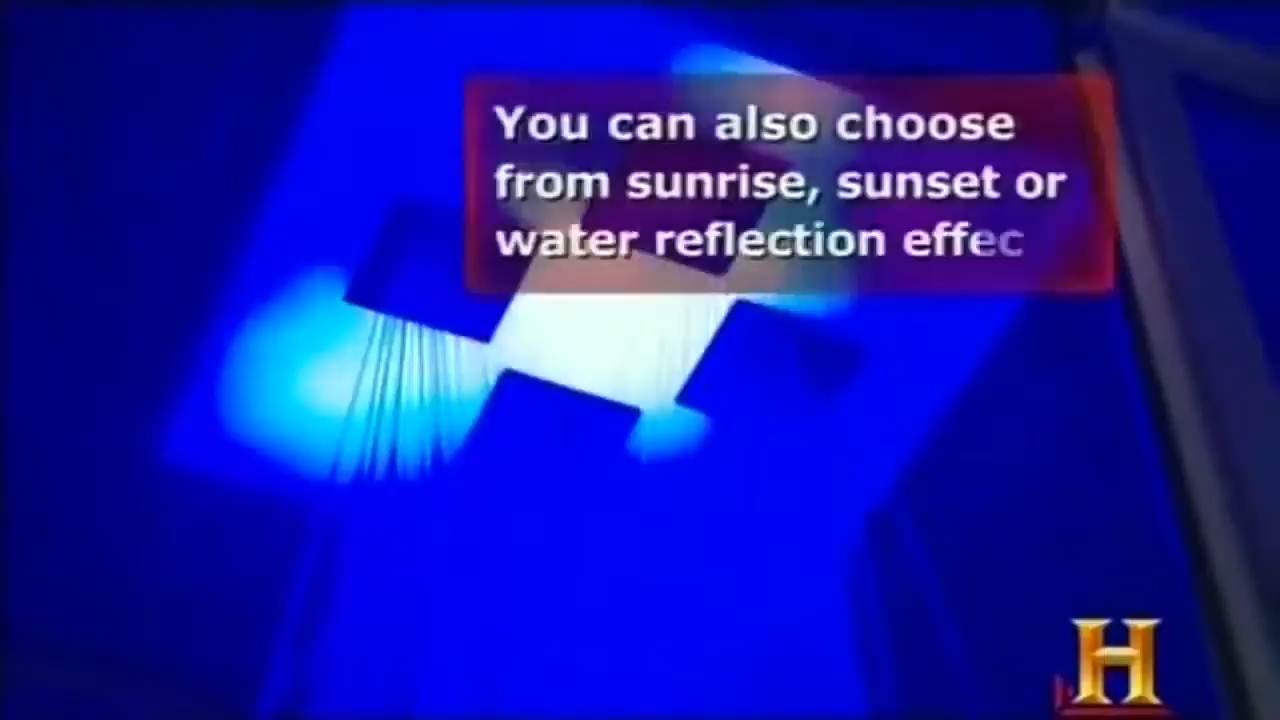 You can also choose
from sunrise, sunset or
water reflection effec
H